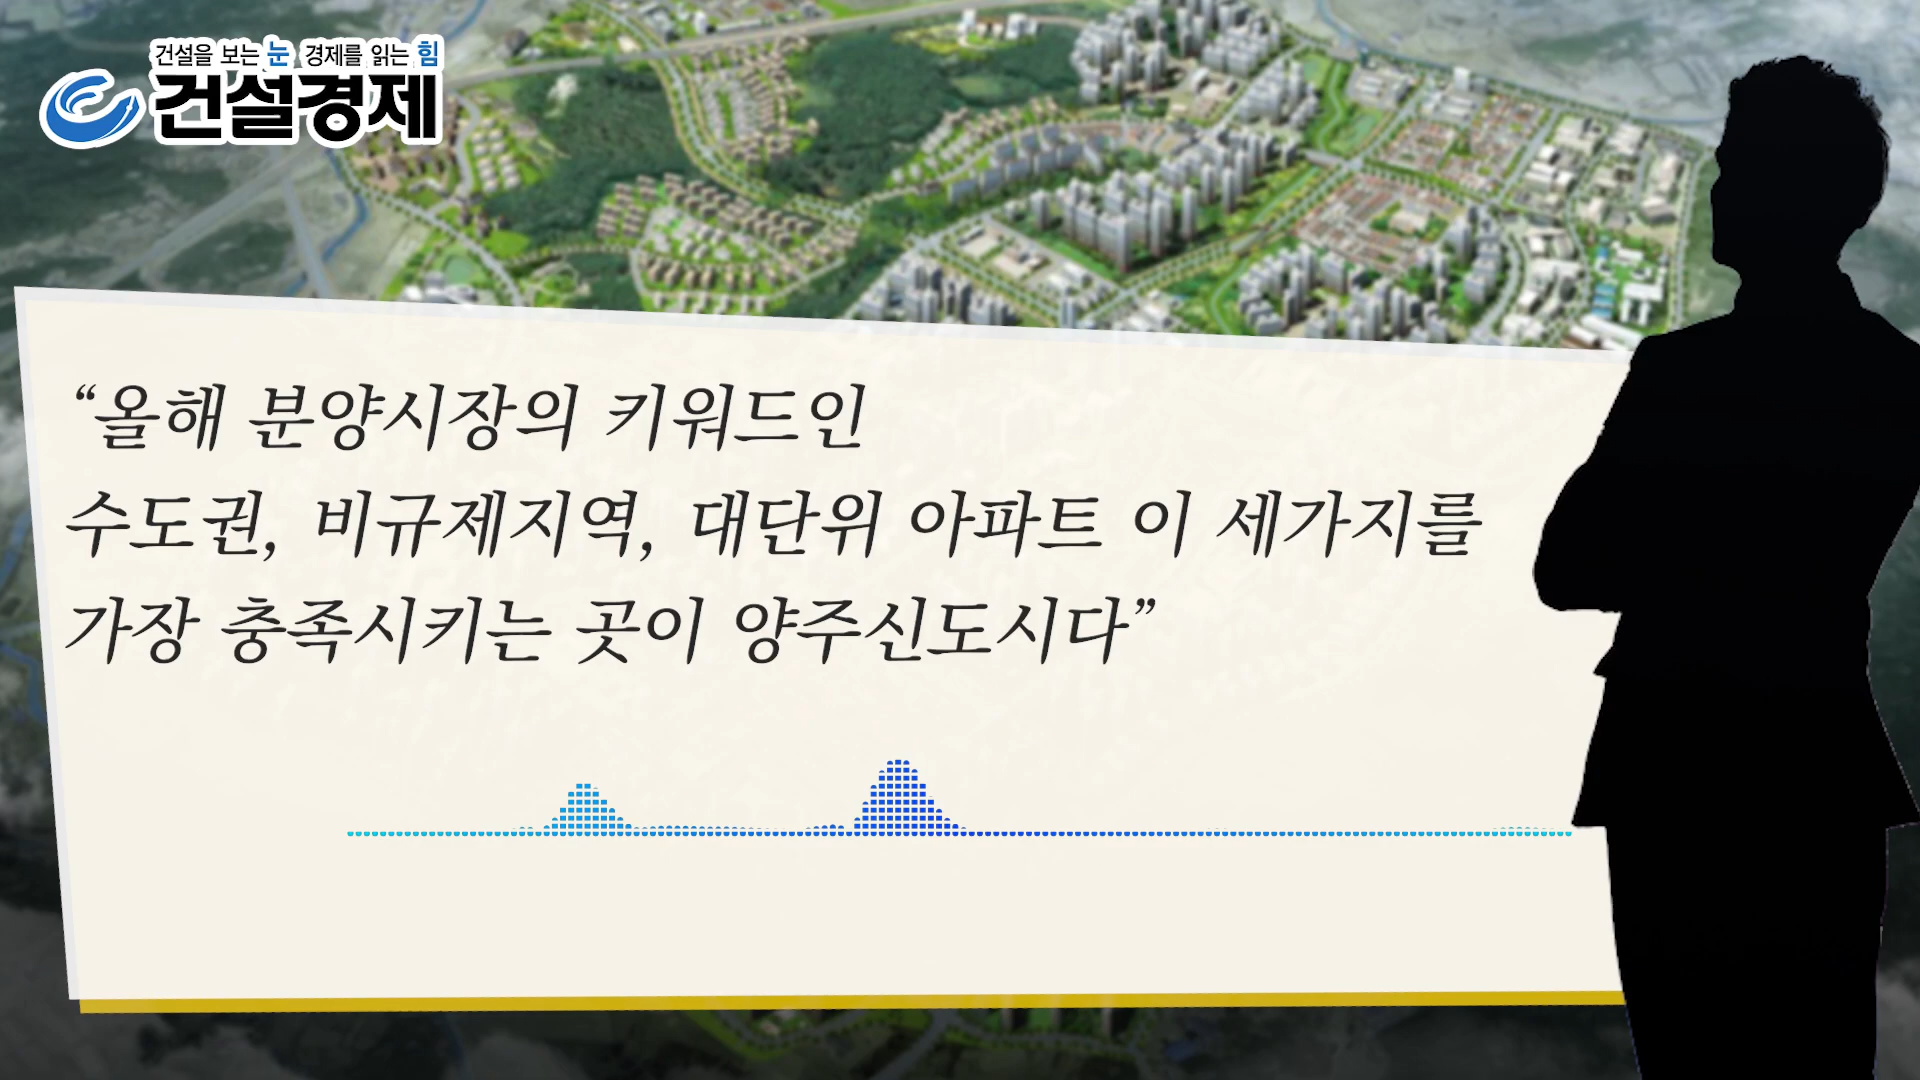 건설을 보는 눈 경제를 읽는 힘
건설경제
“올해 분양시장의 키워드인
수도권, 비규제지역, 대단위 아파트 이 세가지를
가장 충족시키는 곳이 양주신도시다”